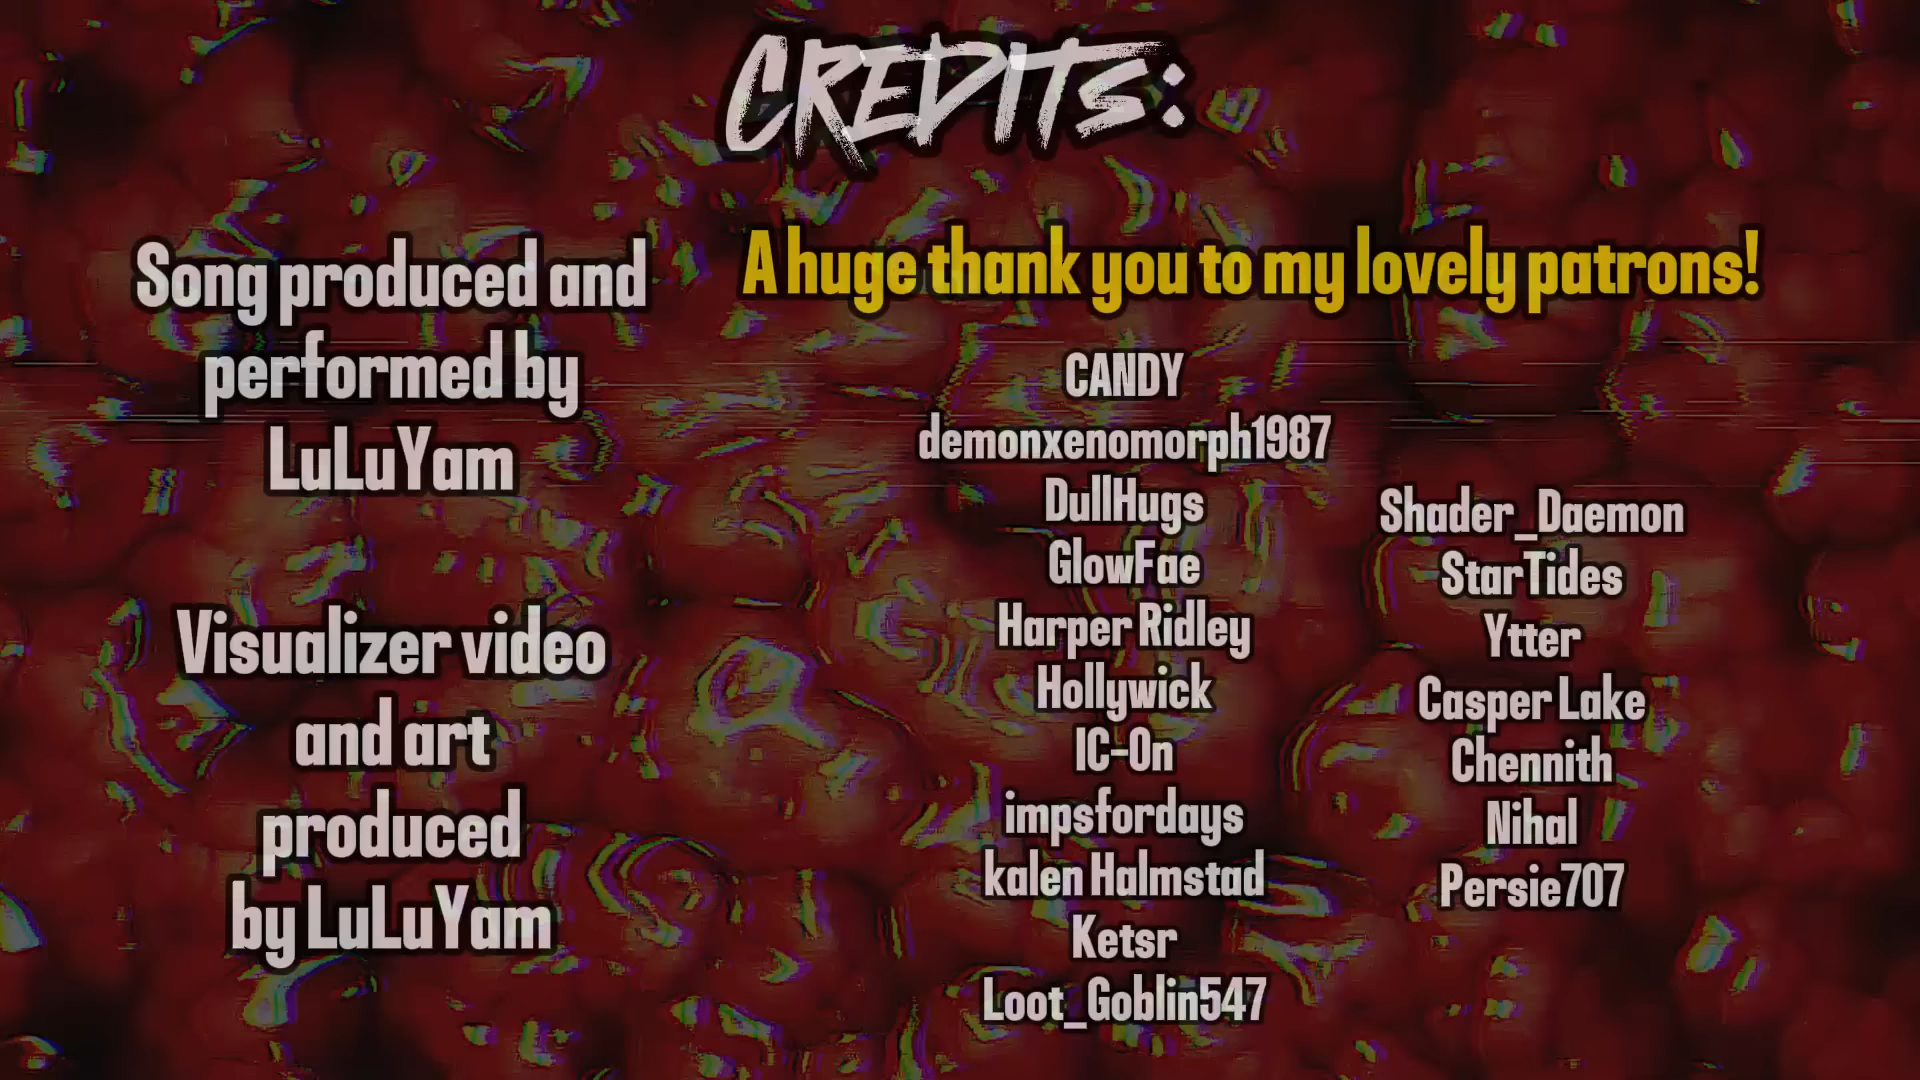 CREDITs:
Song produced and
performed by
LuLuYam
Visualizer video
and art
produced
by LuLuYam
A huge thank you to my lovely patrons!
CANDY
demonxenomorph1987
DullHugs
GlowFae
Harper Ridley
Hollywick
IC-On
impsfordays
kalen Halmstad
Ketsr
Loot_Goblin547
Shader_Daemon
StarTides
Ytter
Casper Lake
Chennith
Nihal
Persie707